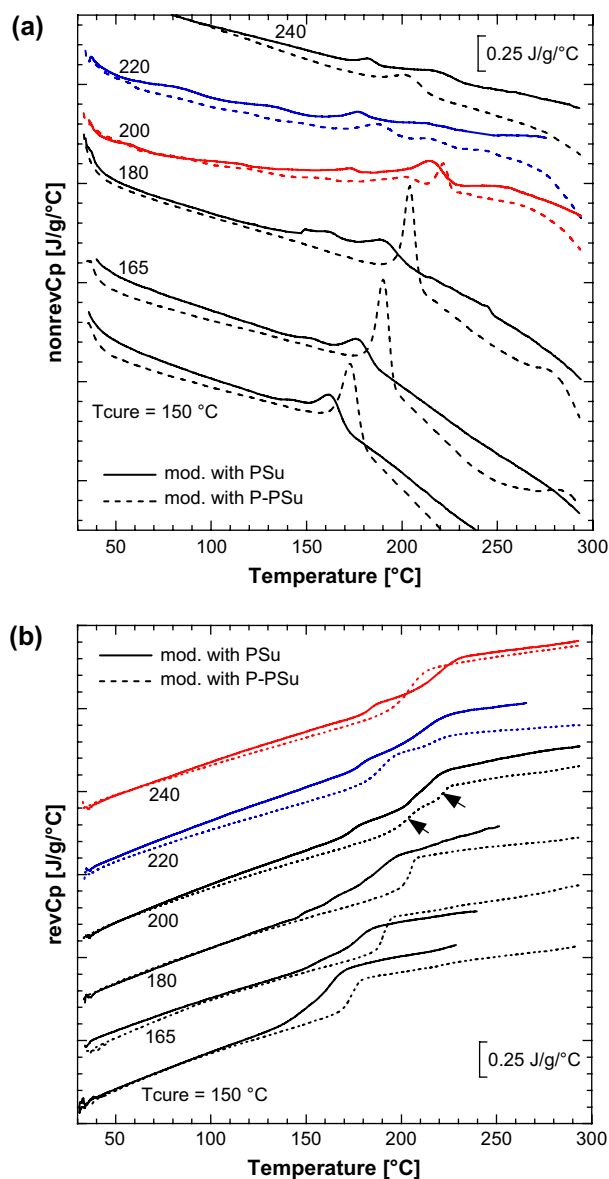 (a)
240
0.25 J/g/°C
220
200
180
165
Tcure = 150 °C
mod. with PSu
mod. with P-PSu
nonrevCp [J/g/°C]
50 100 150 200 250 300
Temperature [°C]
(b)
mod. with PSu
mod. with P-PSu
240
220
200
180
165
0.25 J/g/°C
Tcure = 150 °C
revCp [J/g/°C]
50 100 150 200 250 300
Temperature [°C]